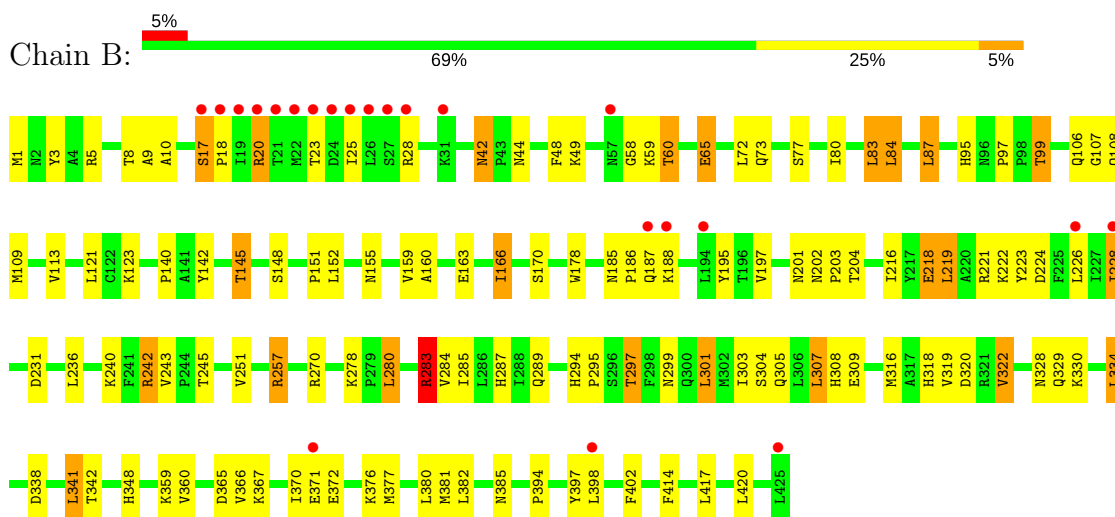 5%
Chain B:
69% 25% 5%
M1 N2 Y3 A4 R5 T8 A9 A10 S17 P18 I19 R20 T21 M22 T23 D24 I25 L26 S27 R28 K31 N42 P43 N44 F48 K49 N57 G58 K59 T60 E65 L72 Q73 S77 I80 L83 L84 L87 H95 N96 P97 P98 T99 Q106 G107 Q108
M109 V113 L121 C122 K123 P140 A141 Y142 T145 S148 P151 L152 N155 V159 A160 E163 I166 S170 W178 N185 P186 Q187 K188 L194 Y195 T196 V197 N201 N202 P203 T204 I216 Y217 E218 L219 A220 R221 K222 Y223 D224 F225 L226 I227 I228
D231 L236 K240 F241 R242 V243 P244 T245 V251 R257 R270 K278 P279 L280 R283 V284 I285 L286 H287 I288 Q289 H294 P295 S296 T297 F298 N299 Q300 L301 M302 I303 S304 Q305 L306 L307 H308 E309 M316 A317 H318 V319 D320 R321 V322 N328 Q329 K330 L334
D338 L341 T342 H348 K359 V360 D365 V366 K367 I370 E371 E372 K376 M377 L380 M381 L382 N385 P394 Y397 L398 F402 F414 L417 L420 L425